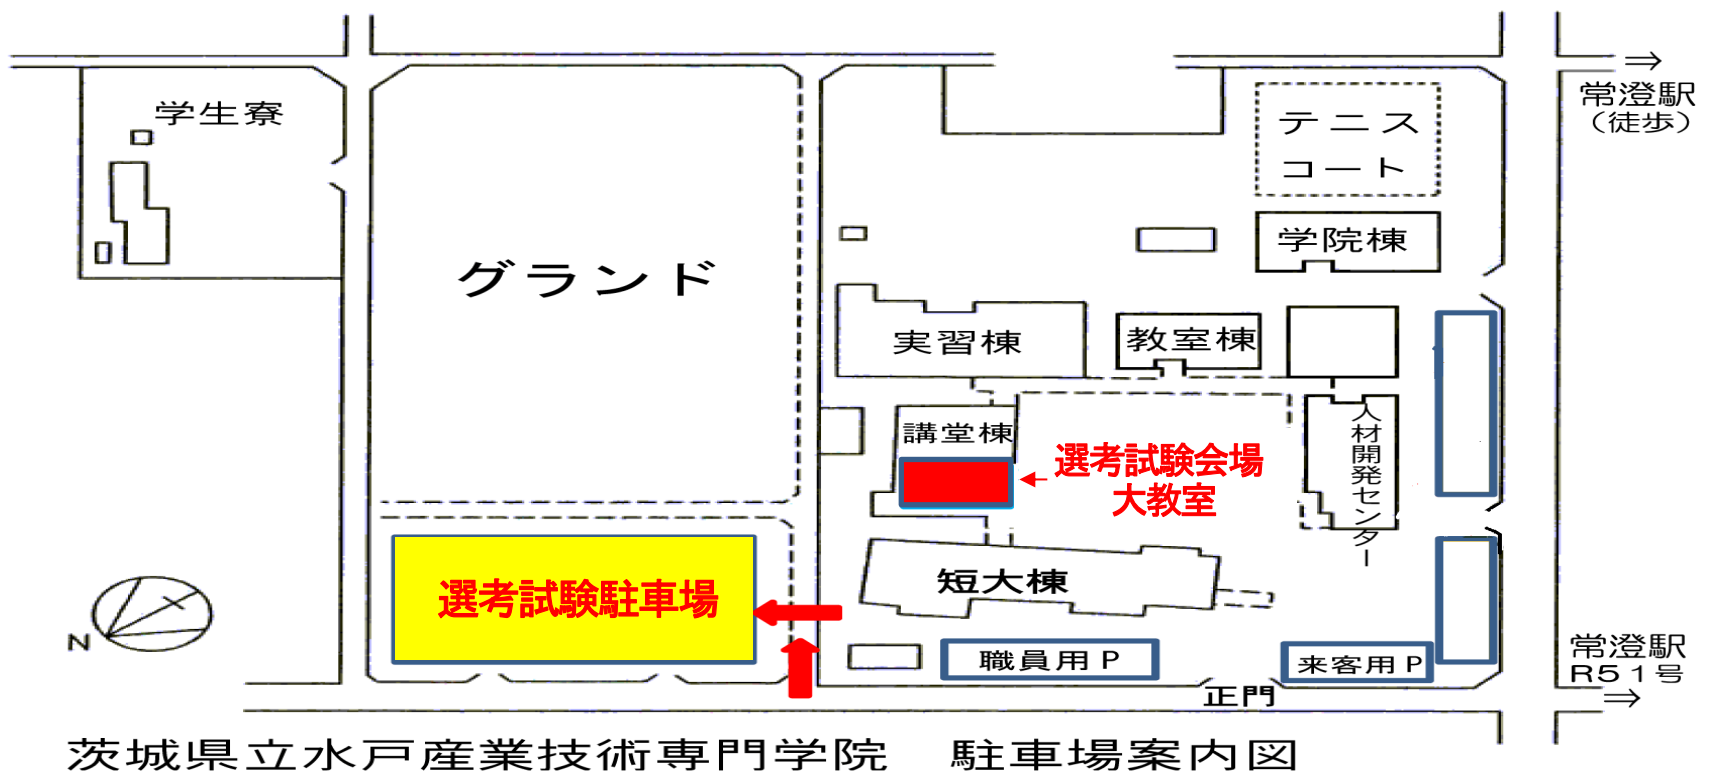 ⇒
常澄駅
（徒歩）
学生寮
テニス
コート
学院棟
グランド
実習棟
教室棟
講堂棟
人材開発センター
選考試験会場
大教室
短大棟
選考試験駐車場
N
職員用P
来客用P
常澄駅
R51号
⇒
正門
茨城県立水戸産業技術専門学院　駐車場案内図